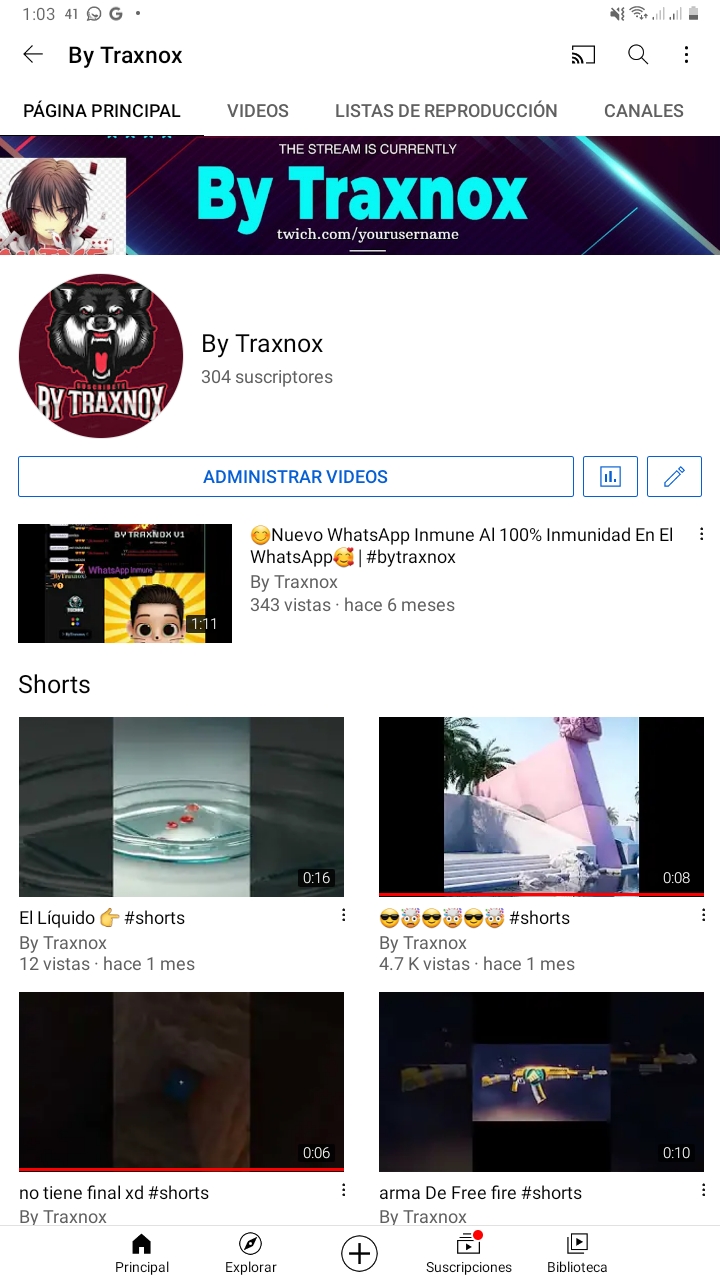 1:03 41 G
By Traxnox
PÁGINA PRINCIPAL VIDEOS LISTAS DE REPRODUCCIÓN CANALES
THE STREAM IS CURRENTLY
By Traxnox
twich.com/yourusername
SUSCRIBETE
BY TRAXNOX
By Traxnox
304 suscriptores
ADMINISTRAR VIDEOS
BY TRAXNOX V1
WhatsApp Inmune
ByTraxnox
1:11
😊Nuevo WhatsApp Inmune Al 100% Inmunidad En El
WhatsApp🥰 | #bytraxnox
By Traxnox
343 vistas · hace 6 meses
Shorts
0:16
El Líquido 👉 #shorts
By Traxnox
12 vistas · hace 1 mes
0:08
😎🤯😎🤯😎🤯 #shorts
By Traxnox
4.7 K vistas · hace 1 mes
0:06
no tiene final xd #shorts
By Traxnox
0:10
arma De Free fire #shorts
By Traxnox
Principal Explorar Suscripciones Biblioteca